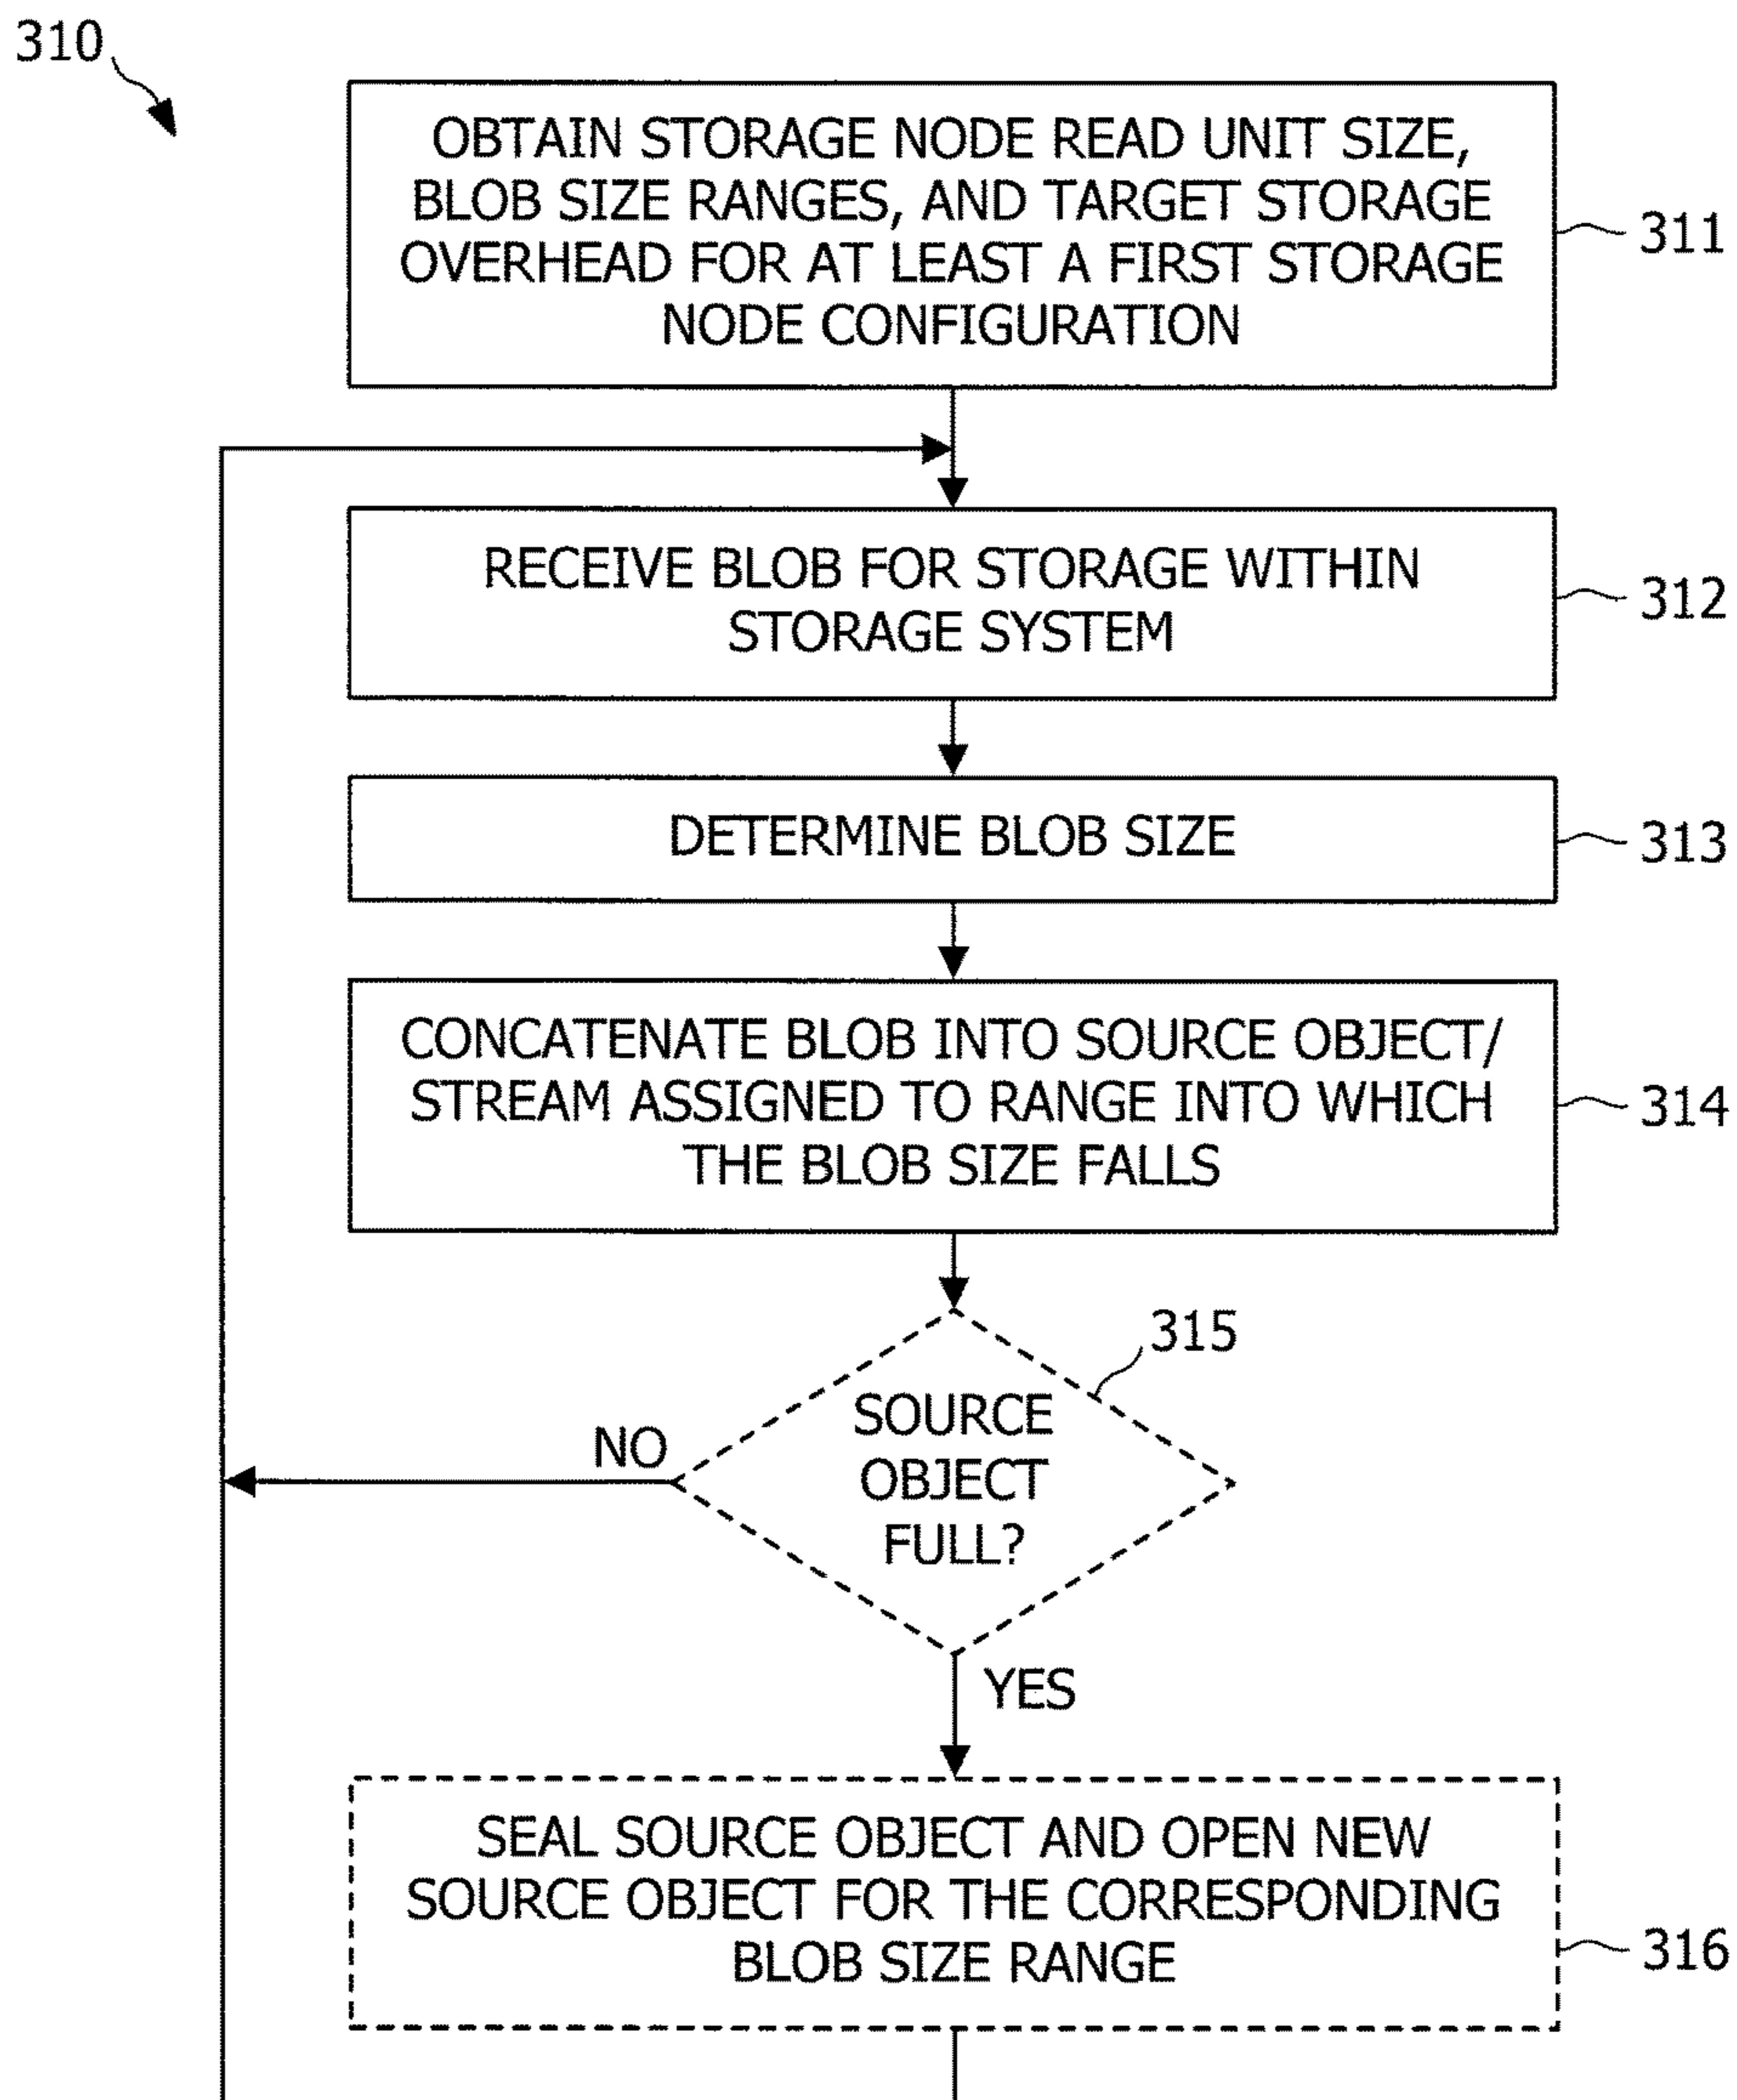 310
OBTAIN STORAGE NODE READ UNIT SIZE,
BLOB SIZE RANGES, AND TARGET STORAGE
OVERHEAD FOR AT LEAST A FIRST STORAGE
NODE CONFIGURATION
311
RECEIVE BLOB FOR STORAGE WITHIN
STORAGE SYSTEM
312
DETERMINE BLOB SIZE
313
CONCATENATE BLOB INTO SOURCE OBJECT/
STREAM ASSIGNED TO RANGE INTO WHICH
THE BLOB SIZE FALLS
314
315
SOURCE
OBJECT
FULL?
NO
YES
SEAL SOURCE OBJECT AND OPEN NEW
SOURCE OBJECT FOR THE CORRESPONDING
BLOB SIZE RANGE
316